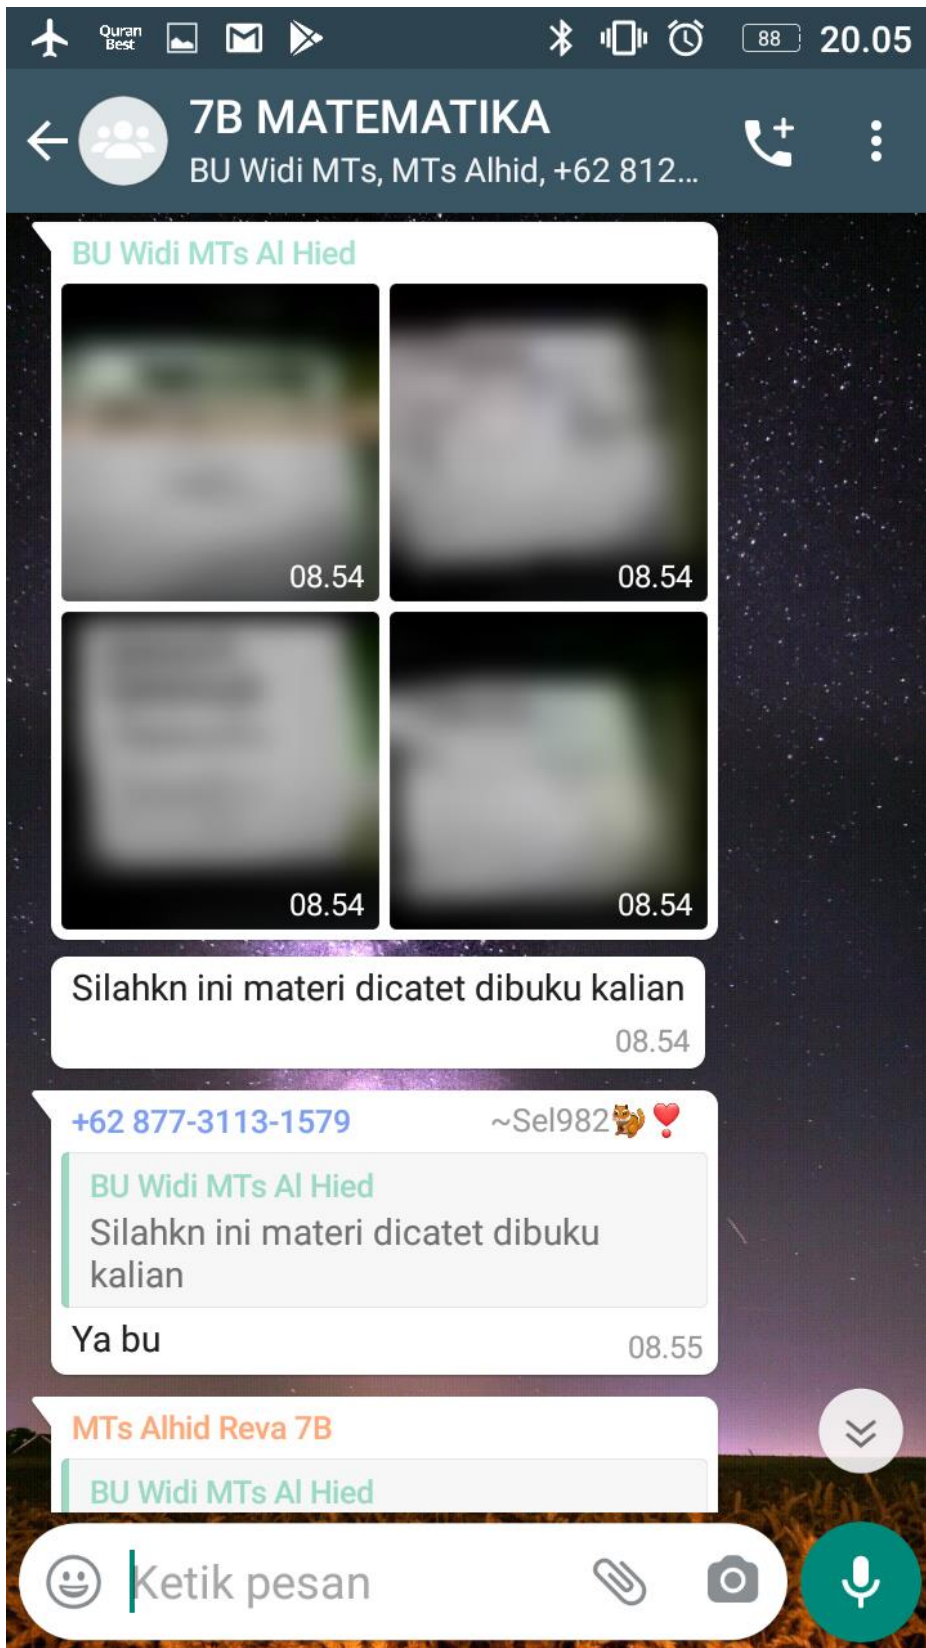 Quran
Best
88
20.05
7B MATEMATIKA
BU Widi MTs, MTs Alhid, +62 812...
BU Widi MTs Al Hied
08.54
08.54
08.54
08.54
Silahkn ini materi dicatet dibuku kalian
08.54
+62 877-3113-1579 ~Sel982🐿️❣️
BU Widi MTs Al Hied
Silahkn ini materi dicatet dibuku
kalian
Ya bu
08.55
MTs Alhid Reva 7B
BU Widi MTs Al Hied
Ketik pesan